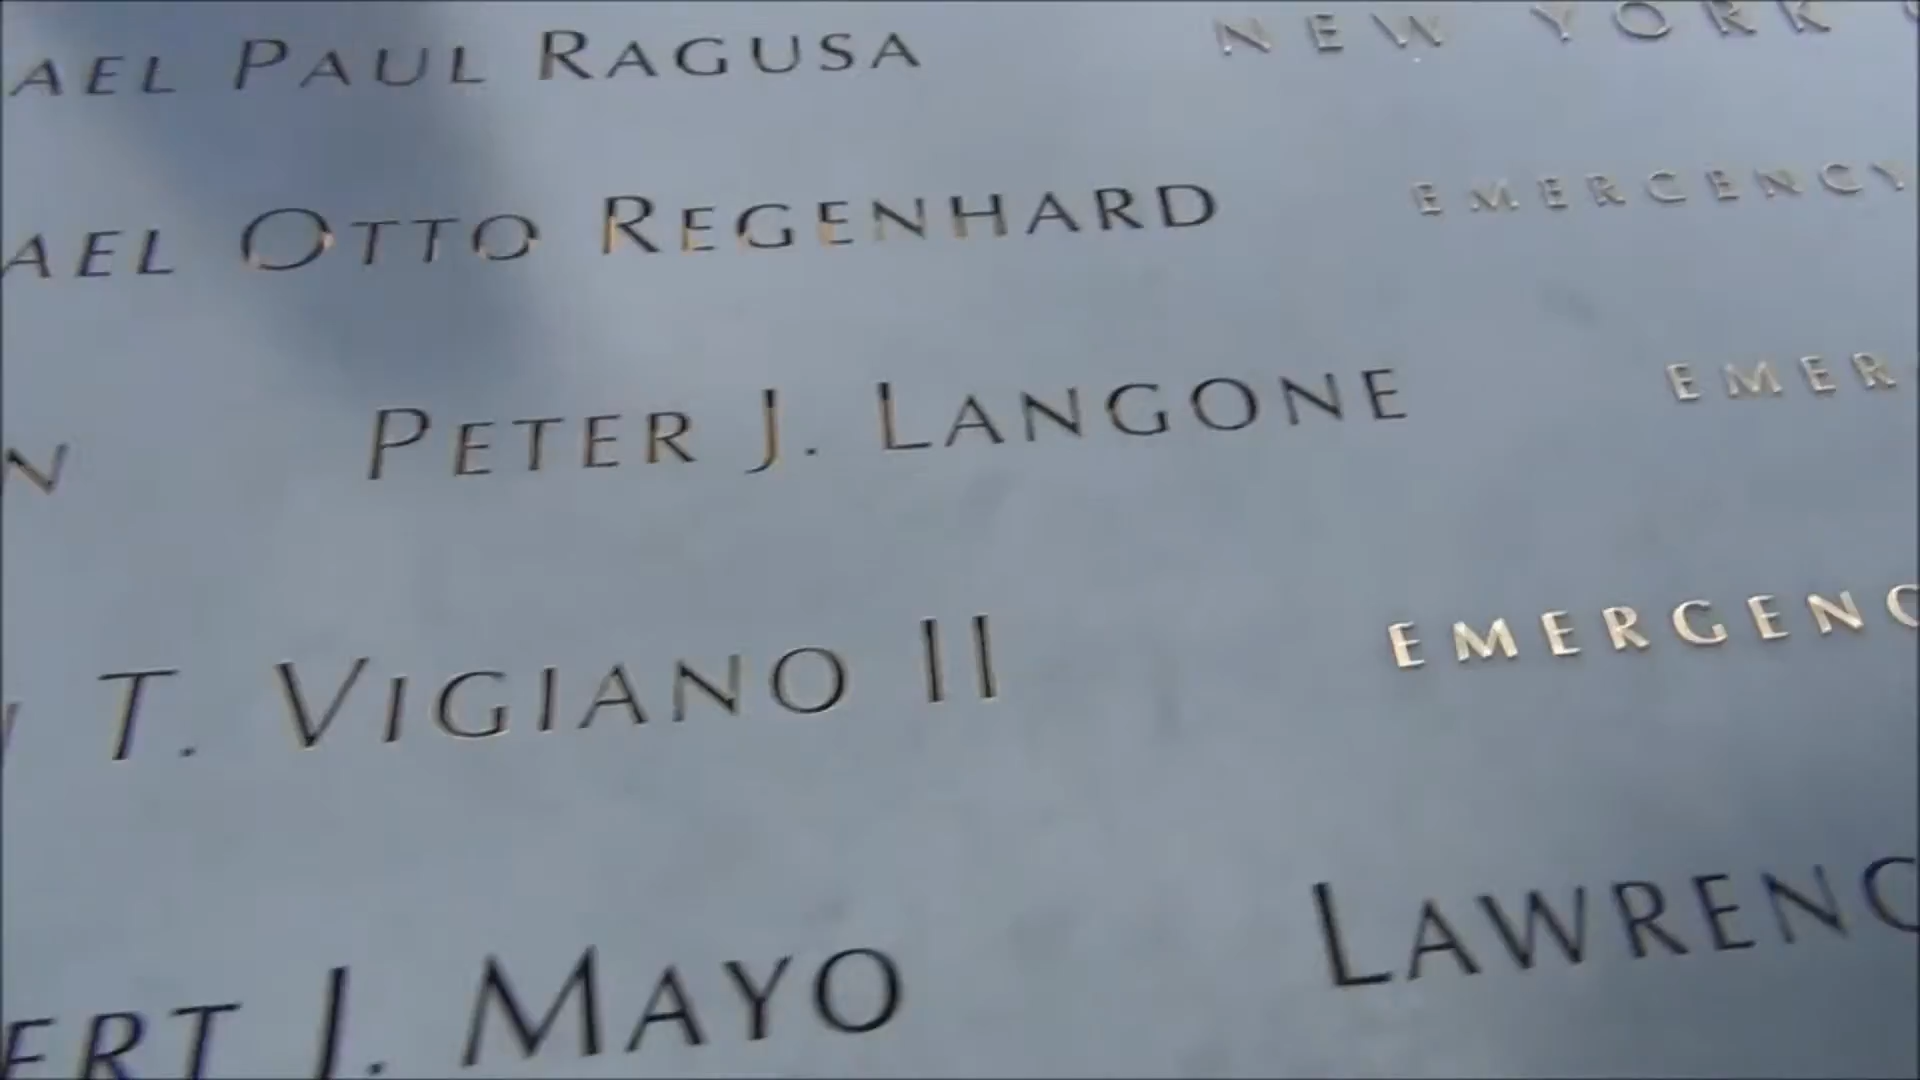 AEL PAUL RAGUSA NEW YORK
AEL OTTO REGENHARD EMERGENCY
N PETER J. LANGONE EMER
T. VIGIANO II EMERGENC
ERT J. MAYO LAWRENC